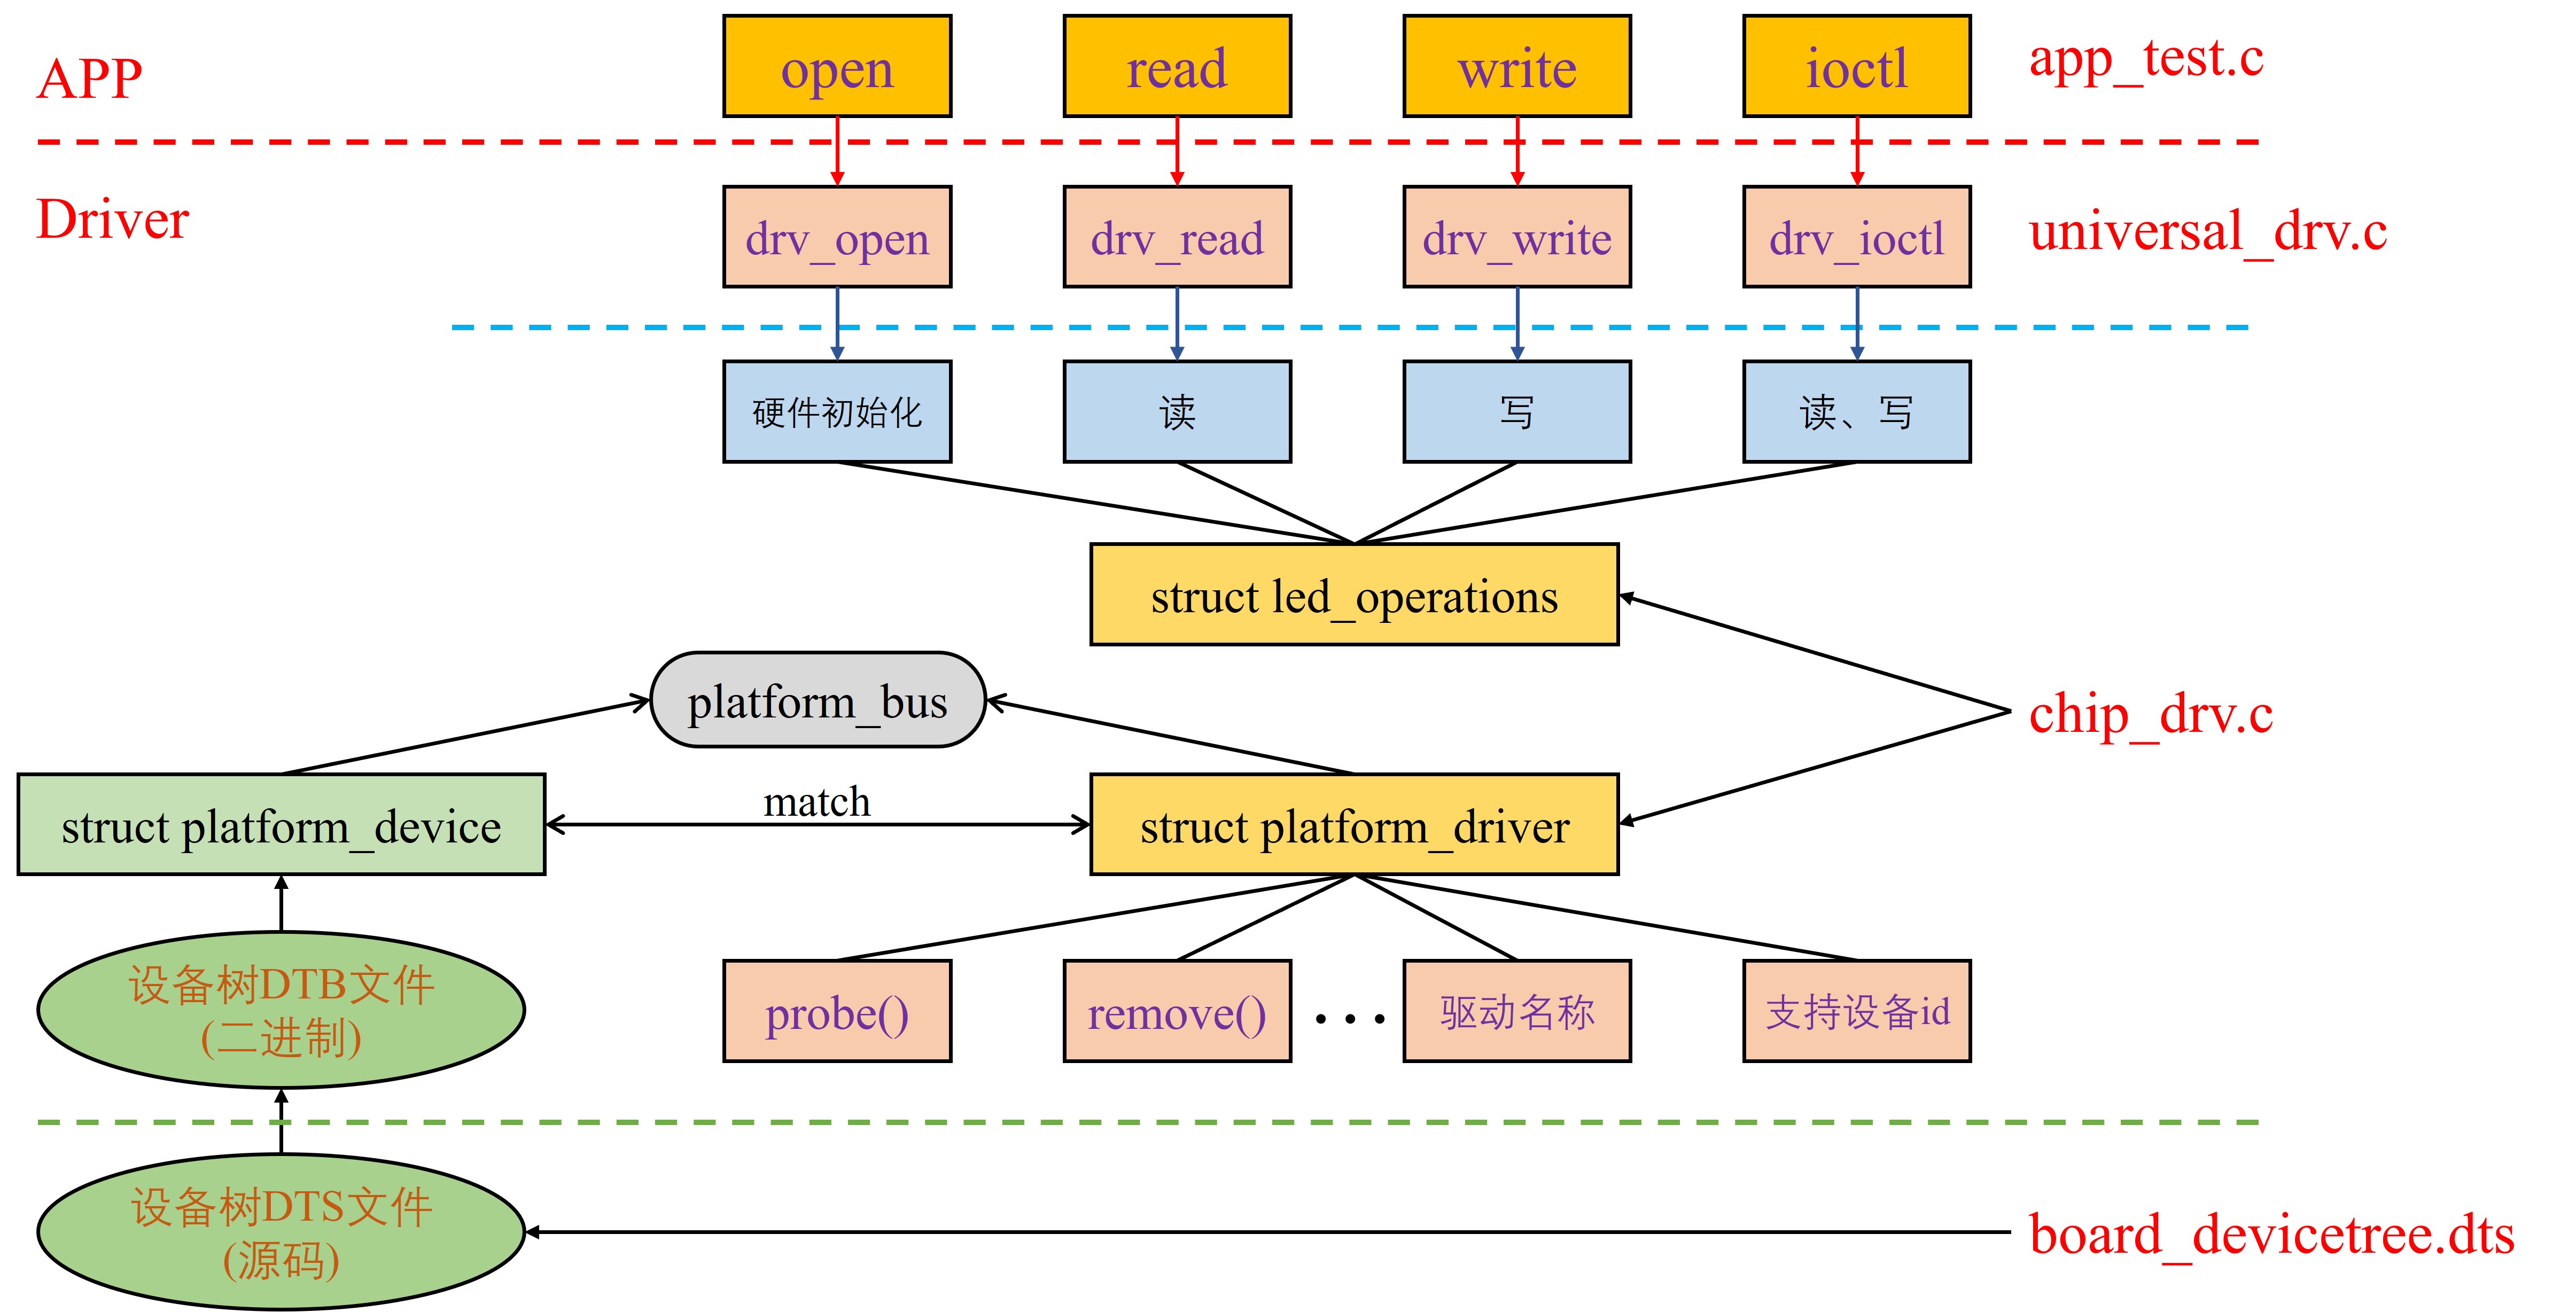 APP
open
read
write
ioctl
app_test.c
Driver
drv_open
drv_read
drv_write
drv_ioctl
universal_drv.c
硬件初始化
读
写
读、写
struct led_operations
platform_bus
chip_drv.c
struct platform_device
match
struct platform_driver
设备树DTB文件
(二进制)
probe()
remove()
...
驱动名称
支持设备id
设备树DTS文件
(源码)
board_devicetree.dts